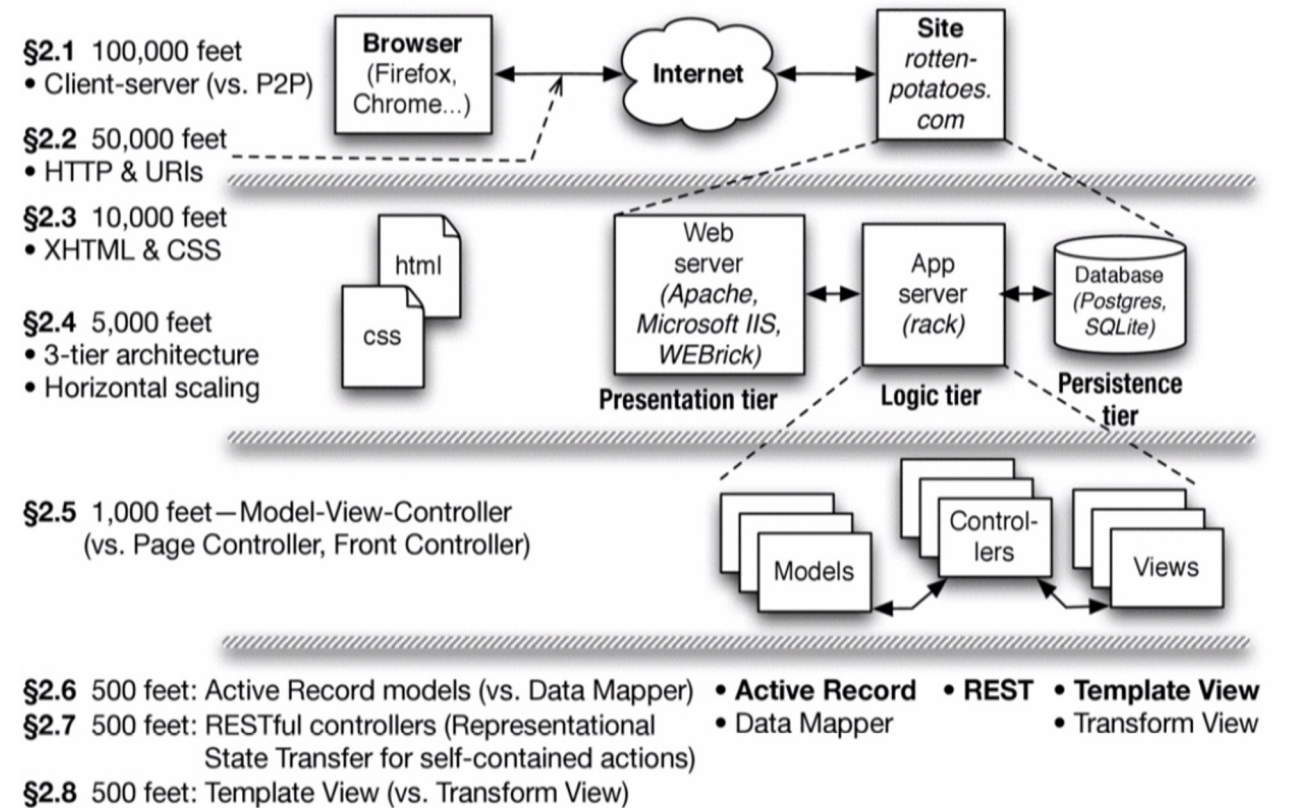 §2.1 100,000 feet
• Client-server (vs. P2P)
§2.2 50,000 feet
• HTTP & URIs
Browser
(Firefox,
Chrome...)
Internet
Site
rotten-
potatoes.
com
§2.3 10,000 feet
• XHTML & CSS
§2.4 5,000 feet
• 3-tier architecture
• Horizontal scaling
html
css
Web
server
(Apache,
Microsoft IIS,
WEBrick)
Presentation tier
App
server
(rack)
Logic tier
Database
(Postgres,
SQLite)
Persistence
tier
§2.5 1,000 feet—Model-View-Controller
(vs. Page Controller, Front Controller)
Models
Control-
lers
Views
§2.6 500 feet: Active Record models (vs. Data Mapper)
§2.7 500 feet: RESTful controllers (Representational
State Transfer for self-contained actions)
§2.8 500 feet: Template View (vs. Transform View)
• Active Record
• Data Mapper
• REST
• Template View
• Transform View